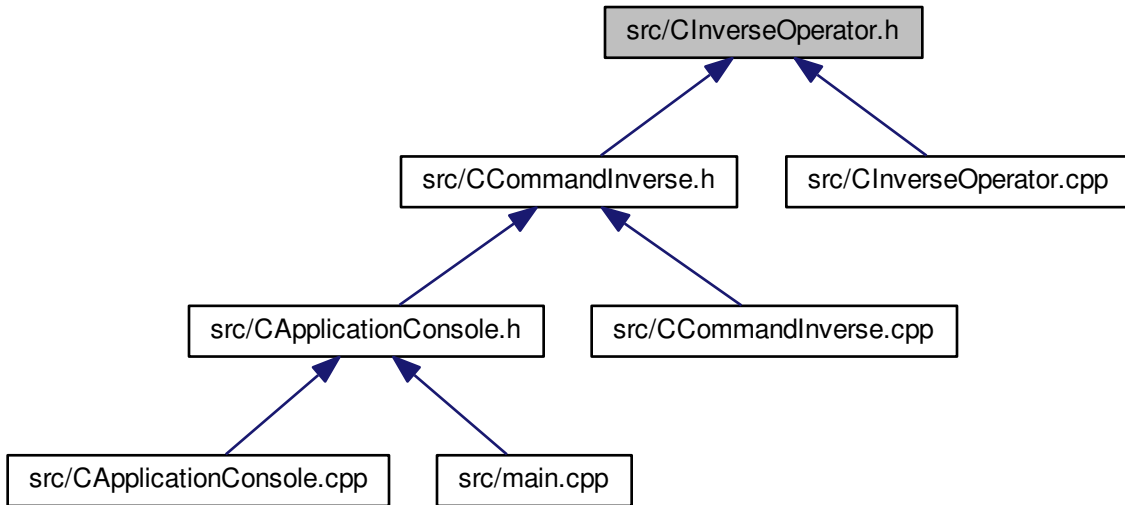 src/CInverseOperator.h
src/CCommandInverse.h
src/CInverseOperator.cpp
src/CApplicationConsole.h
src/CCommandInverse.cpp
src/CApplicationConsole.cpp
src/main.cpp